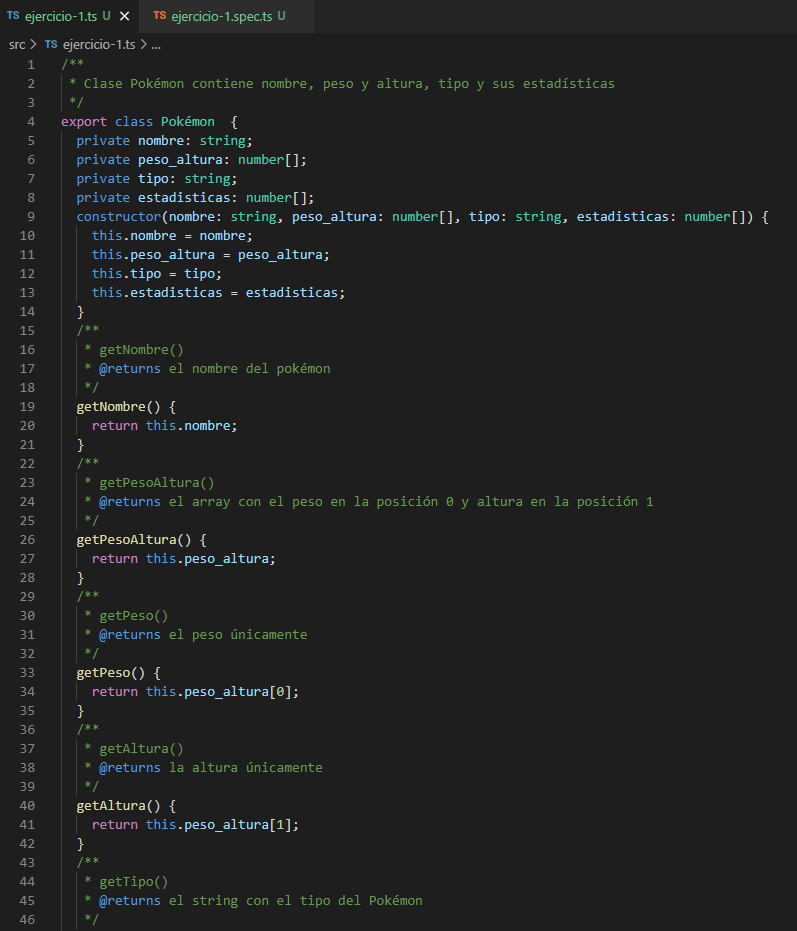 TS ejercicio-1.ts U × TS ejercicio-1.spec.ts U
src > TS ejercicio-1.ts > ...
1 /**
2  * Clase Pokémon contiene nombre, peso y altura, tipo y sus estadísticas
3  */
4 export class Pokémon  {
5   private nombre: string;
6   private peso_altura: number[];
7   private tipo: string;
8   private estadisticas: number[];
9   constructor(nombre: string, peso_altura: number[], tipo: string, estadisticas: number[]) {
10     this.nombre = nombre;
11     this.peso_altura = peso_altura;
12     this.tipo = tipo;
13     this.estadisticas = estadisticas;
14   }
15   /**
16    * getNombre()
17    * @returns el nombre del pokémon
18    */
19   getNombre() {
20     return this.nombre;
21   }
22   /**
23    * getPesoAltura()
24    * @returns el array con el peso en la posición 0 y altura en la posición 1
25    */
26   getPesoAltura() {
27     return this.peso_altura;
28   }
29   /**
30    * getPeso()
31    * @returns el peso únicamente
32    */
33   getPeso() {
34     return this.peso_altura[0];
35   }
36   /**
37    * getAltura()
38    * @returns la altura únicamente
39    */
40   getAltura() {
41     return this.peso_altura[1];
42   }
43   /**
44    * getTipo()
45    * @returns el string con el tipo del Pokémon
46    */